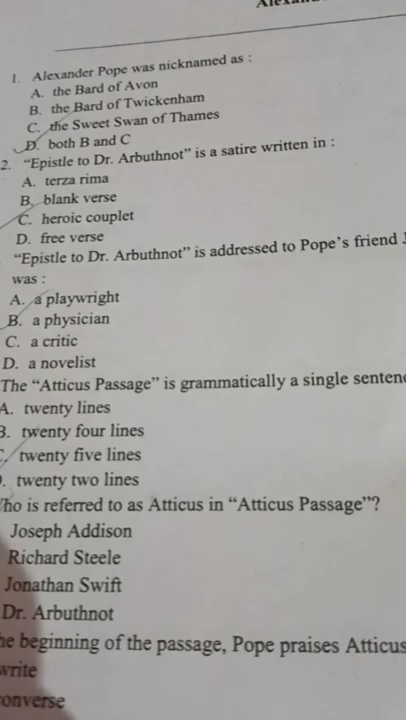 1. Alexander Pope was nicknamed as :
A. the Bard of Avon
B. the Bard of Twickenham
C. the Sweet Swan of Thames
D. both B and C
2. “Epistle to Dr. Arbuthnot” is a satire written in :
A. terza rima
B. blank verse
C. heroic couplet
D. free verse
“Epistle to Dr. Arbuthnot” is addressed to Pope’s friend
was :
A. a playwright
B. a physician
C. a critic
D. a novelist
The “Atticus Passage” is grammatically a single
A. twenty lines
B. twenty four lines
twenty five lines
twenty two lines
is referred to as Atticus in “Atticus Passage”?
Joseph Addison
Richard Steele
Jonathan Swift
Dr. Arbuthnot
beginning of the passage, Pope praises Atticus
write
converse